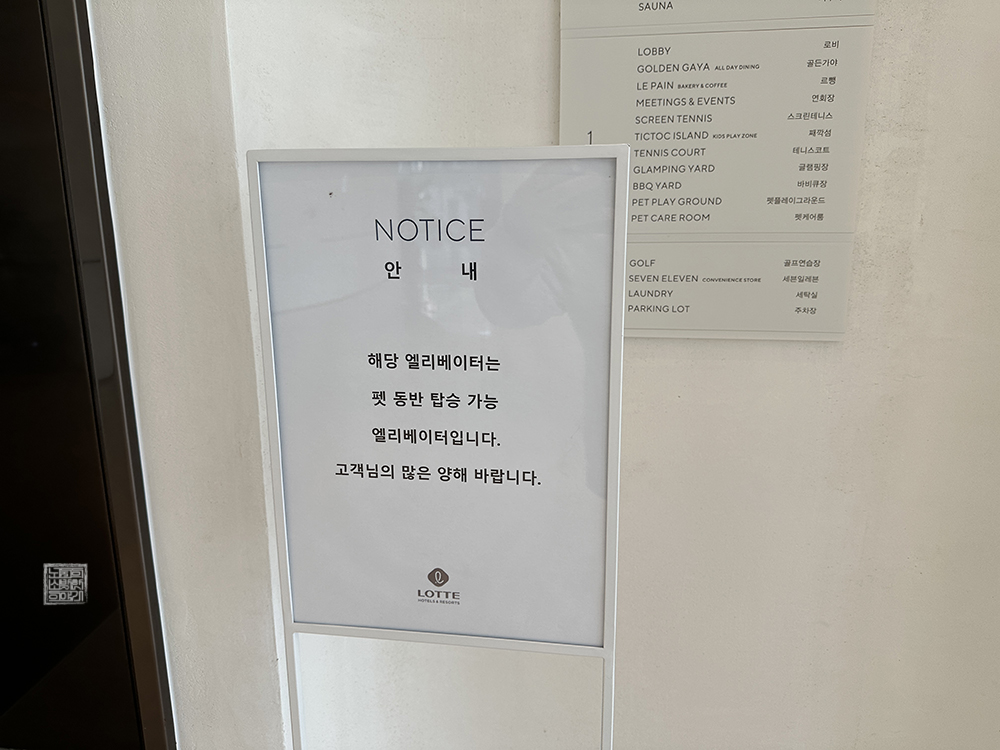 SAUNA
LOBBY 로비
GOLDEN GAYA ALL DAY DINING 골든가야
LE PAIN BAKERY & COFFEE 르뺑
MEETINGS & EVENTS 연회장
SCREEN TENNIS 스크린테니스
1
TICTOC ISLAND KIDS PLAY ZONE 째깍섬
TENNIS COURT 테니스코트
GLAMPING YARD 글램핑장
BBQ YARD 바비큐장
PET PLAY GROUND 펫플레이그라운드
PET CARE ROOM 펫케어룸
GOLF 골프연습장
SEVEN ELEVEN CONVENIENCE STORE 세븐일레븐
LAUNDRY 세탁실
PARKING LOT 주차장
NOTICE
안 내
해당 엘리베이터는
펫 동반 탑승 가능
엘리베이터입니다.
고객님의 많은 양해 바랍니다.
LOTTE
HOTELS & RESORTS